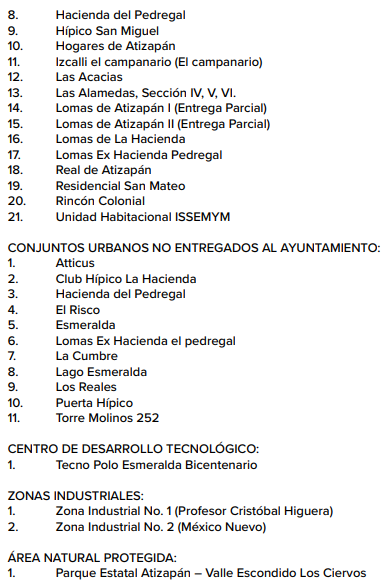 8. Hacienda del Pedregal
9. Hípico San Miguel
10. Hogares de Atizapán
11. Izcalli el campanario (El campanario)
12. Las Acacias
13. Las Alamedas, Sección IV, V, VI.
14. Lomas de Atizapán I (Entrega Parcial)
15. Lomas de Atizapán II (Entrega Parcial)
16. Lomas de La Hacienda
17. Lomas Ex Hacienda Pedregal
18. Real de Atizapán
19. Residencial San Mateo
20. Rincón Colonial
21. Unidad Habitacional ISSEMYM
CONJUNTOS URBANOS NO ENTREGADOS AL AYUNTAMIENTO:
1. Atticus
2. Club Hípico La Hacienda
3. Hacienda del Pedregal
4. El Risco
5. Esmeralda
6. Lomas Ex Hacienda el pedregal
7. La Cumbre
8. Lago Esmeralda
9. Los Reales
10. Puerta Hípico
11. Torre Molinos 252
CENTRO DE DESARROLLO TECNOLÓGICO:
1. Tecno Polo Esmeralda Bicentenario
ZONAS INDUSTRIALES:
1. Zona Industrial No. 1 (Profesor Cristóbal Higuera)
2. Zona Industrial No. 2 (México Nuevo)
ÁREA NATURAL PROTEGIDA:
1. Parque Estatal Atizapán – Valle Escondido Los Ciervos